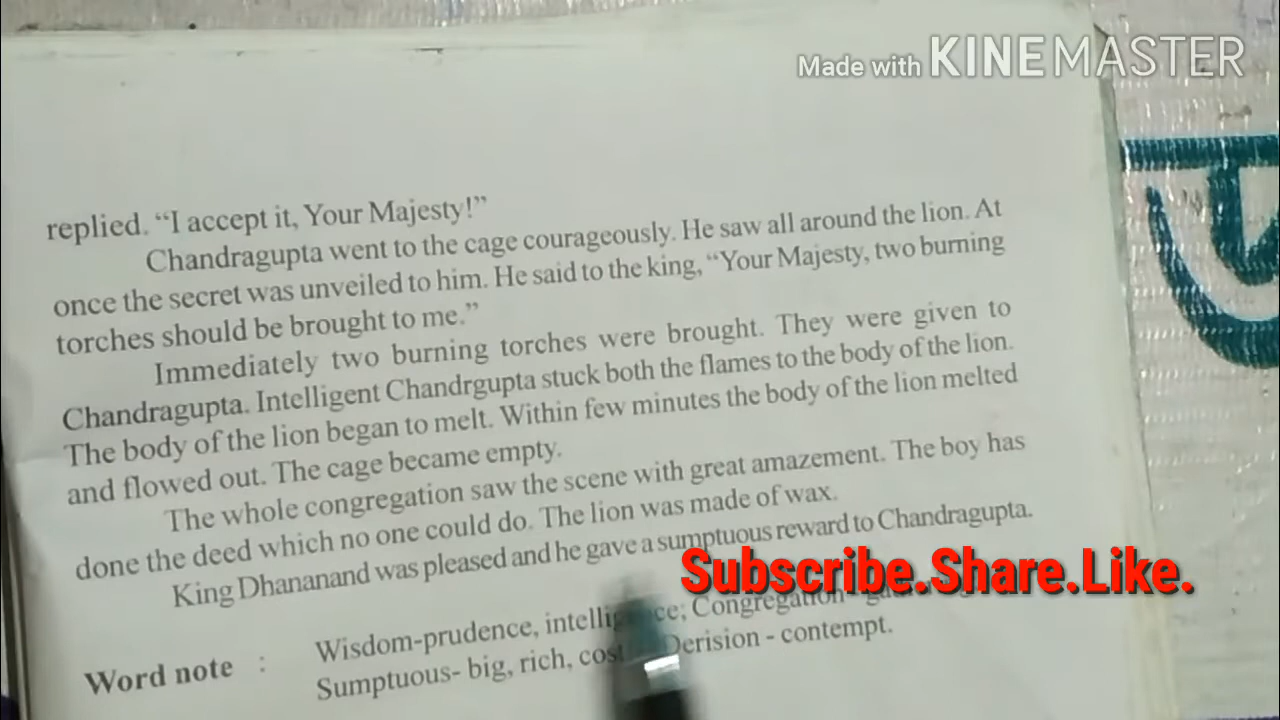 Made with KINEMASTER
replied. “I accept it, Your Majesty!”
Chandragupta went to the cage courageously. He saw all around the lion. At
once the secret was unveiled to him. He said to the king, “Your Majesty, two burning
torches should be brought to me.”
Immediately two burning torches were brought. They were given to
Chandragupta. Intelligent Chandrgupta stuck both the flames to the body of the lion.
The body of the lion began to melt. Within few minutes the body of the lion melted
and flowed out. The cage became empty.
The whole congregation saw the scene with great amazement. The boy has
done the deed which no one could do. The lion was made of wax.
King Dhananand was pleased and he gave a sumptuous reward to Chandragupta.
Subscribe.Share.Like.
Wisdom-prudence, Congregation -
Word note :
Sumptuous- big, rich, Derision - contempt.